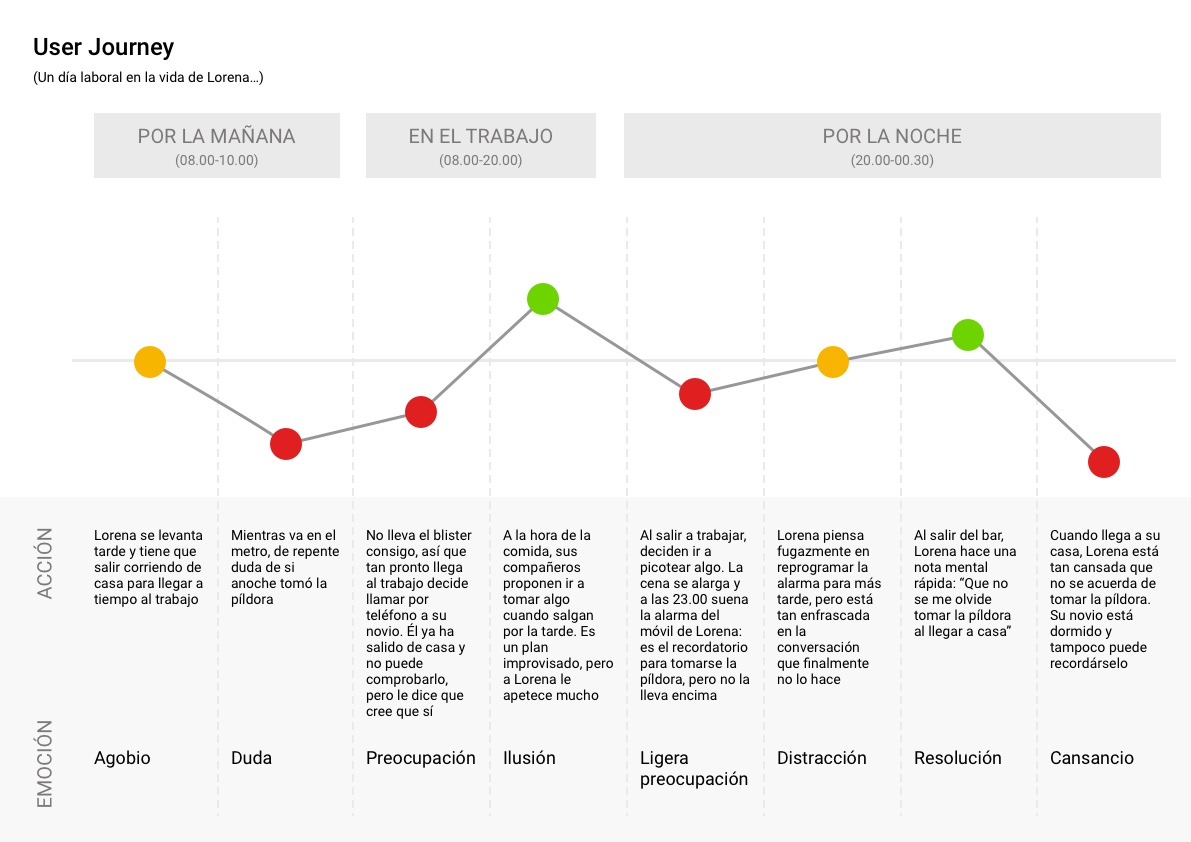 User Journey
(Un día laboral en la vida de Lorena…)
POR LA MAÑANA
(08.00-10.00)
EN EL TRABAJO
(08.00-20.00)
POR LA NOCHE
(20.00-00.30)
ACCIÓN
Lorena se levanta
tarde y tiene que
salir corriendo de
casa para llegar a
tiempo al trabajo
Mientras va en el
metro, de repente
duda de si
anoche tomó la
píldora
No lleva el blister
consigo, así que
tan pronto llega
al trabajo decide
llamar por
teléfono a su
novio. Él ya ha
salido de casa y
no puede
comprobarlo,
pero le dice que
cree que sí
A la hora de la
comida, sus
compañeros
proponen ir a
tomar algo
cuando salgan
por la tarde. Es
un plan
improvisado, pero
a Lorena le
apetece mucho
Al salir a trabajar,
deciden ir a
picotear algo. La
cena se alarga y
a las 23.00 suena
la alarma del
móvil de Lorena:
es el recordatorio
para tomarse la
píldora, pero no la
lleva encima
Lorena piensa
fugazmente en
reprogramar la
alarma para más
tarde, pero está
tan enfrascada
en la
conversación
que finalmente
no lo hace
Al salir del bar,
Lorena hace una
nota mental
rápida: “Que no
se me olvide
tomar la píldora
al llegar a casa”
Cuando llega a su
casa, Lorena está
tan cansada que
no se acuerda de
tomar la píldora.
Su novio está
dormido y
tampoco puede
recordárselo
EMOCIÓN
Agobio
Duda
Preocupación
Ilusión
Ligera
preocupación
Distracción
Resolución
Cansancio